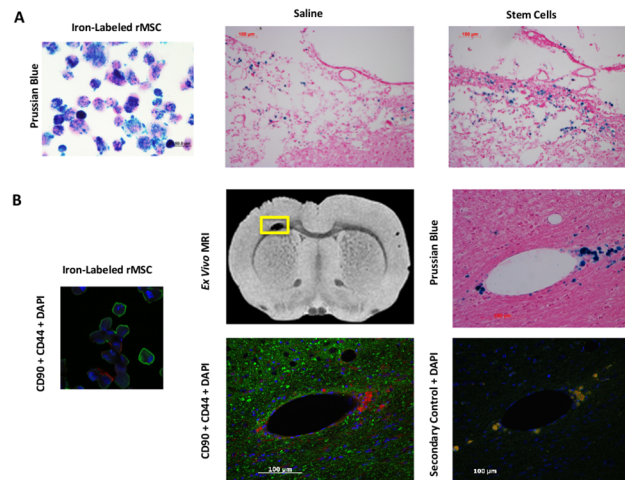 A
Iron-Labeled rMSC
Saline
Stem Cells
Prussian Blue
100 µm
100 µm
B
Iron-Labeled rMSC
CD90 + CD44 + DAPI
Ex Vivo MRI
Prussian Blue
CD90 + CD44 + DAPI
100 µm
Secondary Control + DAPI
100 µm